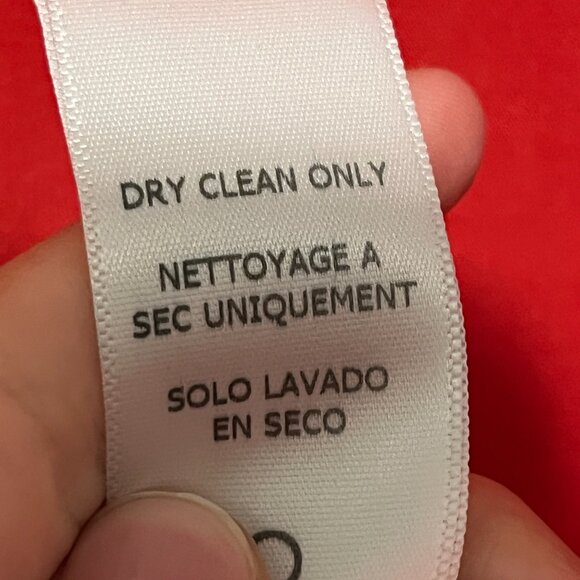 DRY CLEAN ONLY
NETTOYAGE A
SEC UNIQUEMENT
SOLO LAVADO
EN SECO